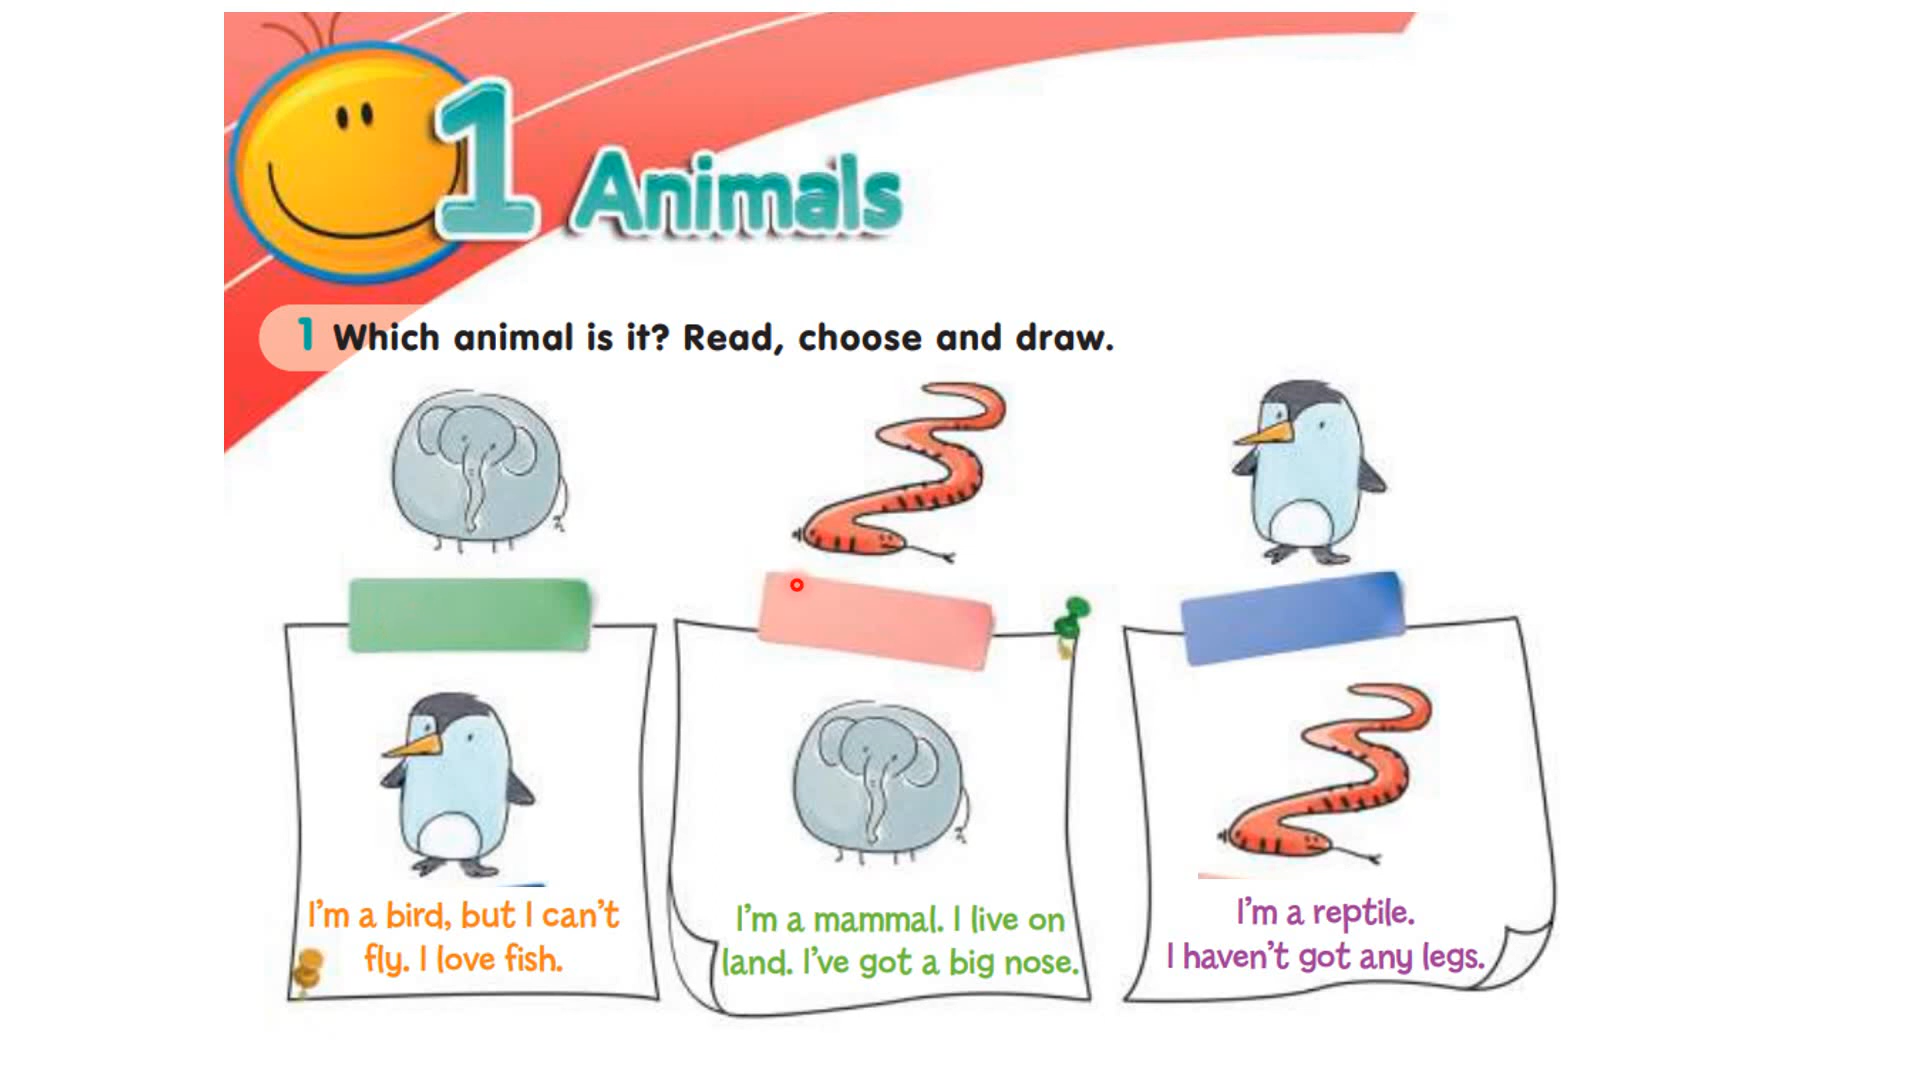 1 Animals
1 Which animal is it? Read, choose and draw.
I'm a bird, but I can't
fly. I love fish.
I'm a mammal. I live on
land. I've got a big nose.
I'm a reptile.
I haven't got any legs.